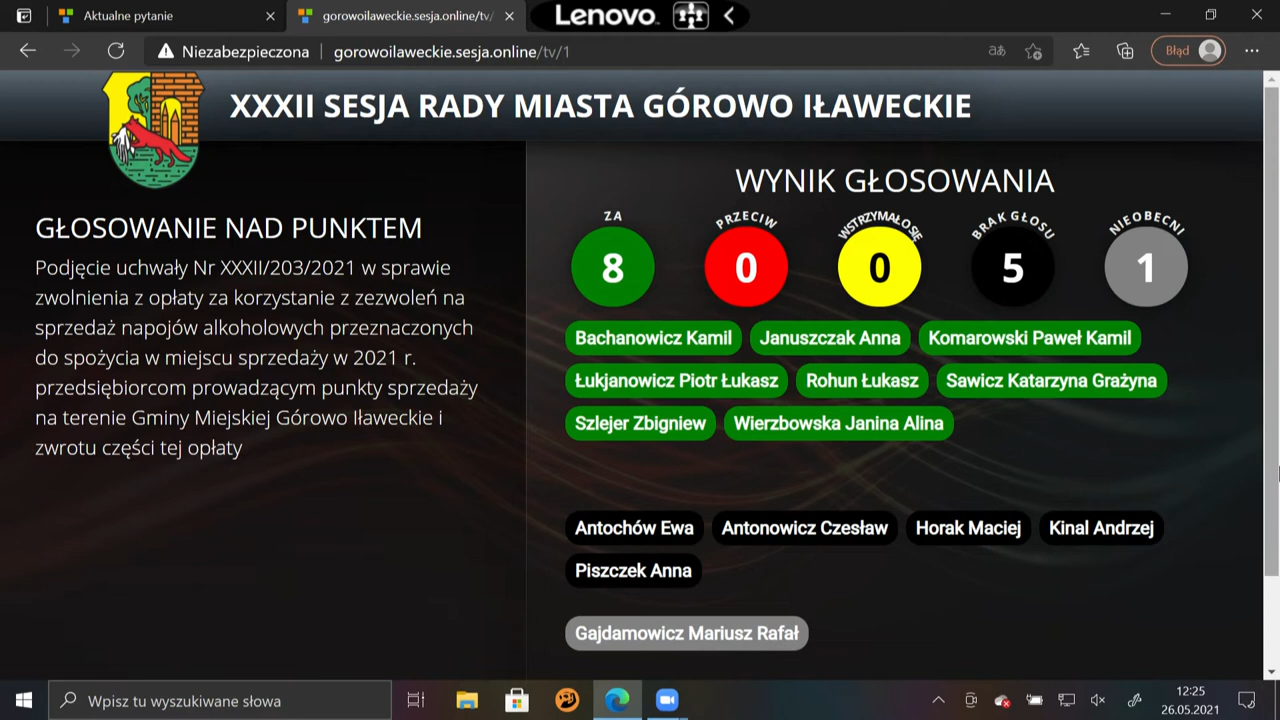 Aktualne pytanie
gorowoilaweckie.sesja.online/tv/
Lenovo
Niezabezpieczona
gorowoilaweckie.sesja.online/tv/1
Błąd
XXXII SESJA RADY MIASTA GÓROWO IŁAWECKIE
GŁOSOWANIE NAD PUNKTEM
Podjęcie uchwały Nr XXXII/203/2021 w sprawie
zwolnienia z opłaty za korzystanie z zezwoleń na
sprzedaż napojów alkoholowych przeznaczonych
do spożycia w miejscu sprzedaży w 2021 r.
przedsiębiorcom prowadzącym punkty sprzedaży
na terenie Gminy Miejskiej Górowo Iławeckie i
zwrotu części tej opłaty
WYNIK GŁOSOWANIA
ZA PRZECIW WSTRZYMAŁO SIĘ BRAK GŁOSU NIEOBECNI
8 0 0 5 1
Bachanowicz Kamil Januszczak Anna Komarowski Paweł Kamil
Łukjanowicz Piotr Łukasz Rohun Łukasz Sawicz Katarzyna Grażyna
Szlejer Zbigniew Wierzbowska Janina Alina
Antochów Ewa Antonowicz Czesław Horak Maciej Kinal Andrzej
Piszczek Anna
Gajdamowicz Mariusz Rafał
Wpisz tu wyszukiwane słowa
12:25
26.05.2021